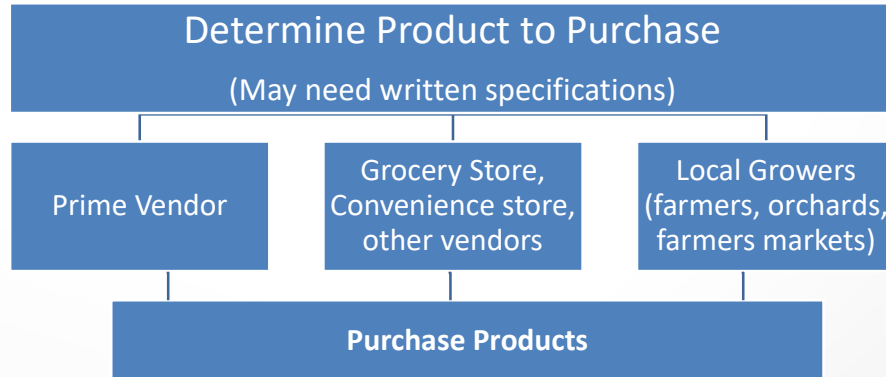 Determine Product to Purchase
(May need written specifications)
Prime Vendor
Grocery Store,
Convenience store,
other vendors
Local Growers
(farmers, orchards,
farmers markets)
Purchase Products